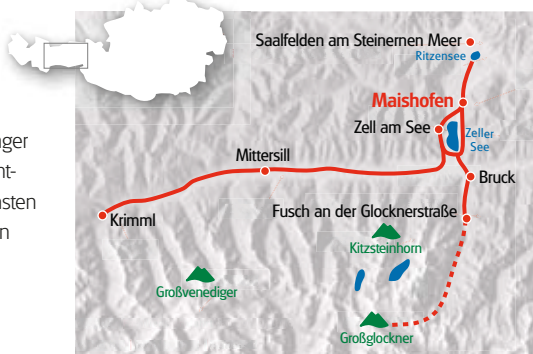 Saalfelden am Steinernen Meer
Ritzensee
Maishofen
Zell am See
Zeller
See
Mittersill
Bruck
Krimml
Fusch an der Glocknerstraße
Kitzsteinhorn
Großvenediger
Großglockner